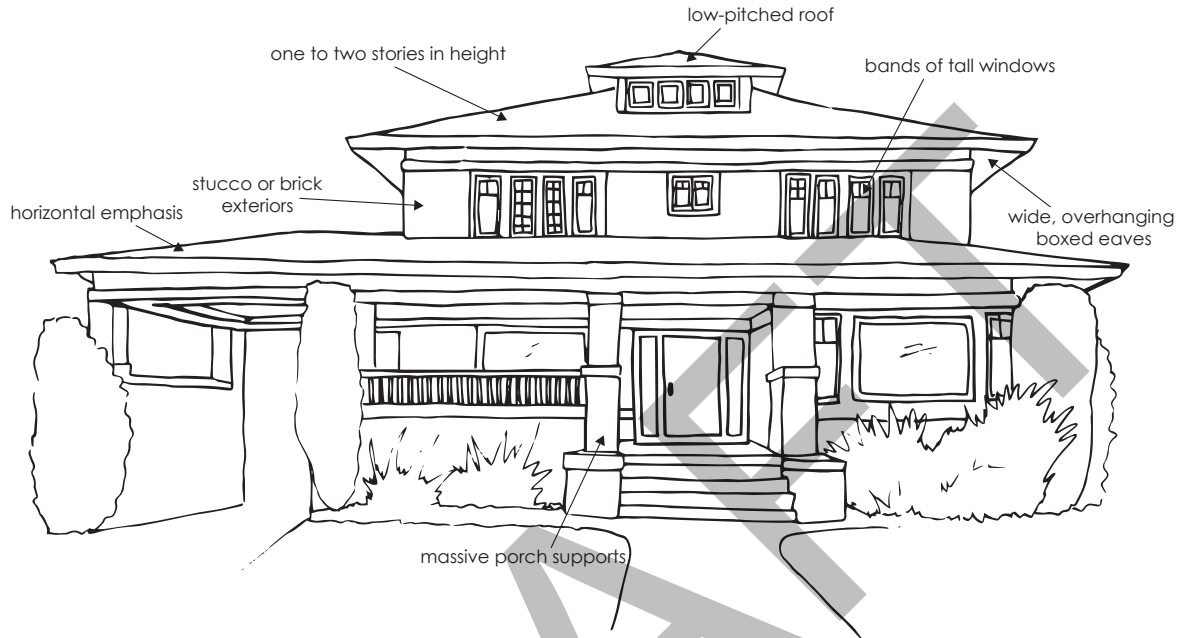 low-pitched roof
one to two stories in height
bands of tall windows
stucco or brick
exteriors
horizontal emphasis
wide, overhanging
boxed eaves
massive porch supports